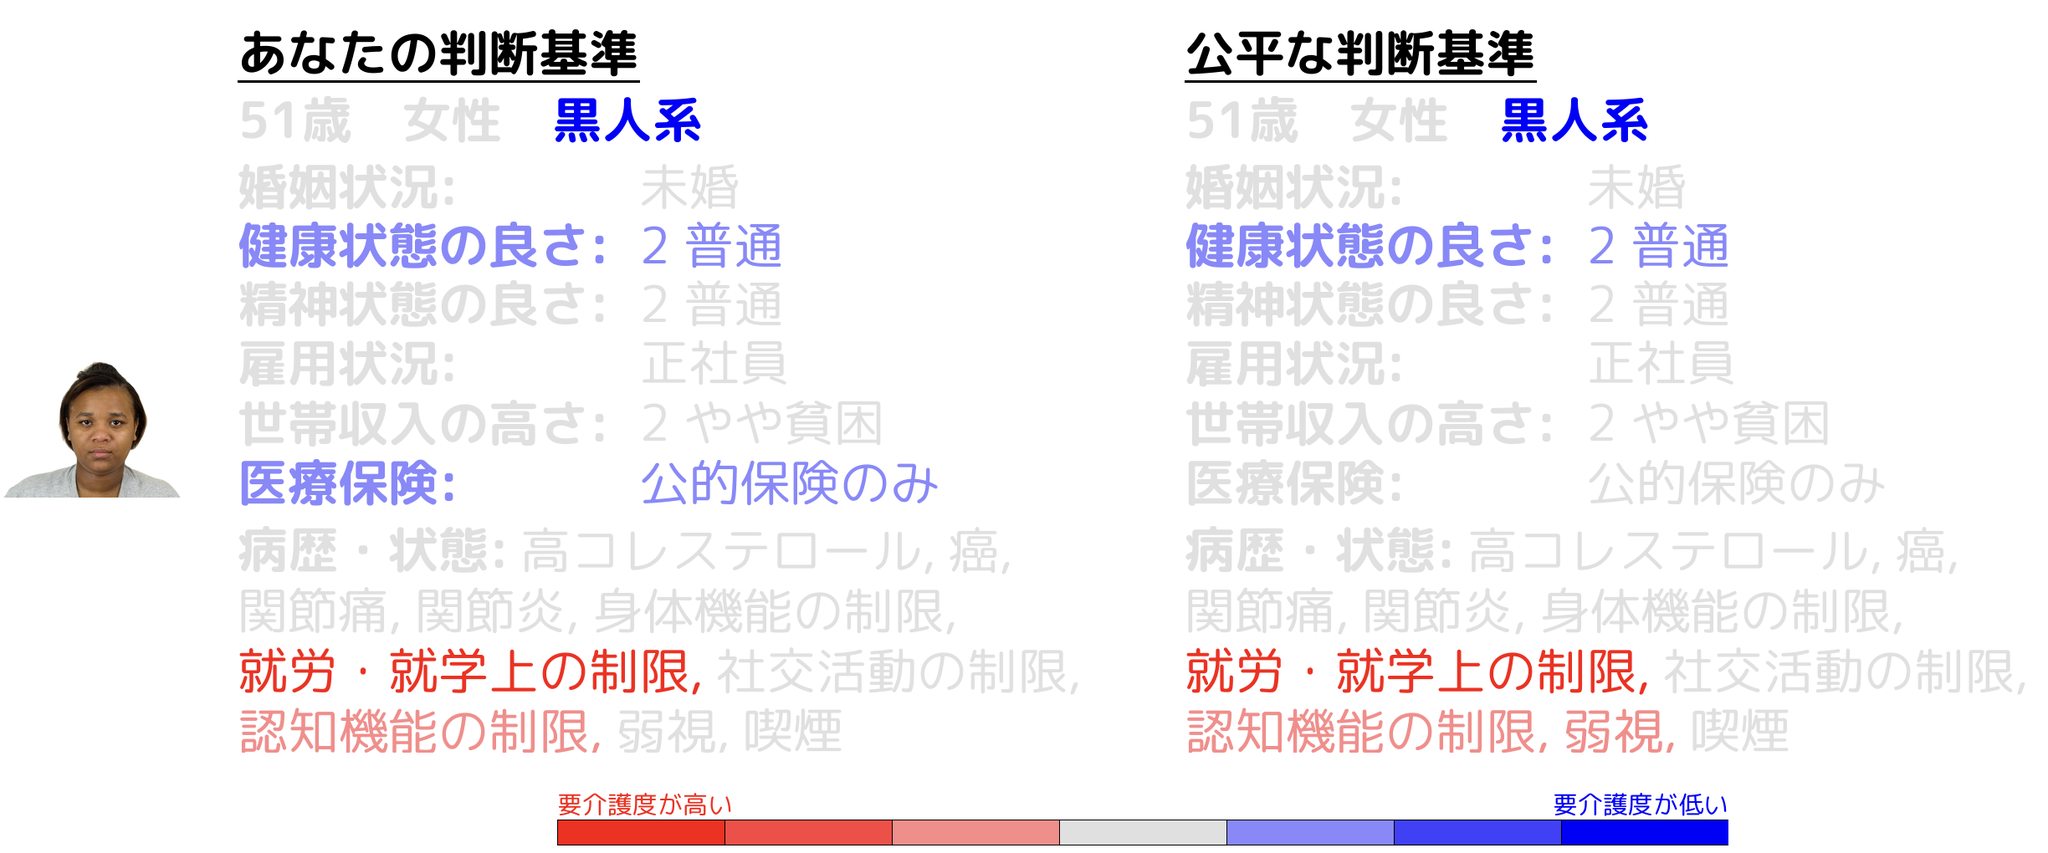 あなたの判断基準
51歳 女性 黒人系
婚姻状況: 未婚
健康状態の良さ: 2 普通
精神状態の良さ: 2 普通
雇用状況: 正社員
世帯収入の高さ: 2 やや貧困
医療保険: 公的保険のみ
病歴・状態: 高コレステロール, 癌,
関節痛, 関節炎, 身体機能の制限,
就労・就学上の制限, 社交活動の制限,
認知機能の制限, 弱視, 喫煙
公平な判断基準
51歳 女性 黒人系
婚姻状況: 未婚
健康状態の良さ: 2 普通
精神状態の良さ: 2 普通
雇用状況: 正社員
世帯収入の高さ: 2 やや貧困
医療保険: 公的保険のみ
病歴・状態: 高コレステロール, 癌,
関節痛, 関節炎, 身体機能の制限,
就労・就学上の制限, 社交活動の制限,
認知機能の制限, 弱視, 喫煙
要介護度が高い
要介護度が低い